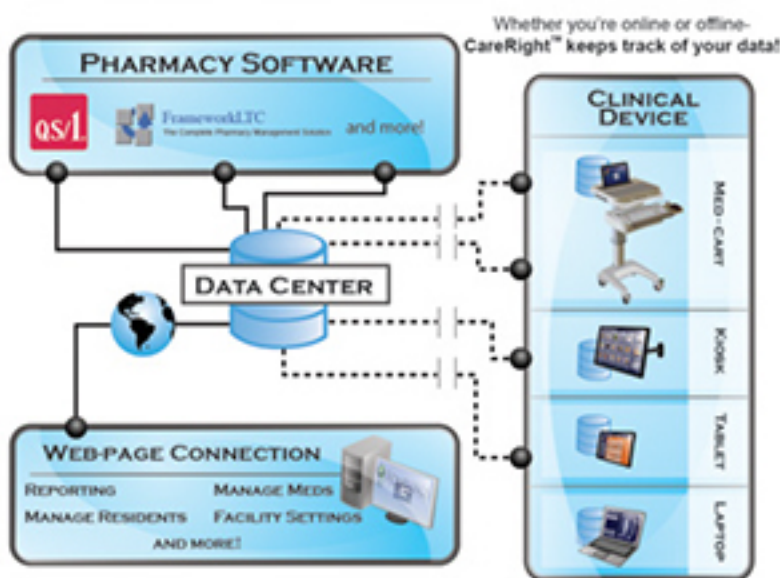 Whether you're online or offline-
CareRight™ keeps track of your data!
PHARMACY SOFTWARE
QS/1
FrameworkLTC
The Complete Pharmacy Management Solution
and more!
DATA CENTER
WEB-PAGE CONNECTION
REPORTING MANAGE MEDS
MANAGE RESIDENTS FACILITY SETTINGS
AND MORE!
CLINICAL
DEVICE
MED-CART
KIOSK
TABLET
LAPTOP